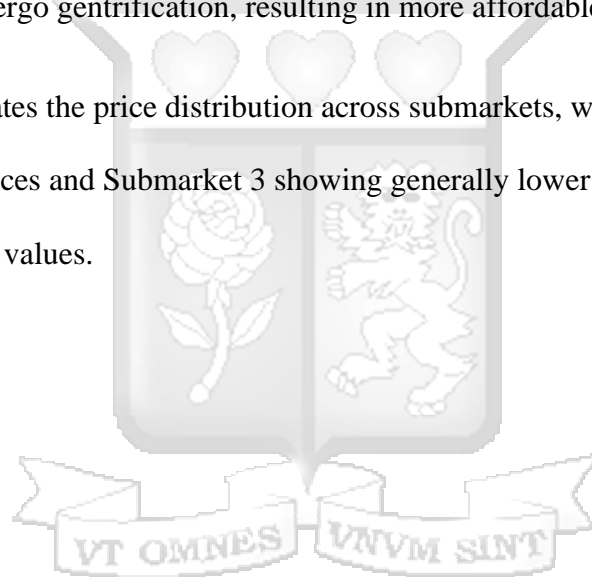 ergo gentrification, resulting in more affordable
ates the price distribution across submarkets, w
ces and Submarket 3 showing generally lower
values.
VT OMNES VNVM SINT